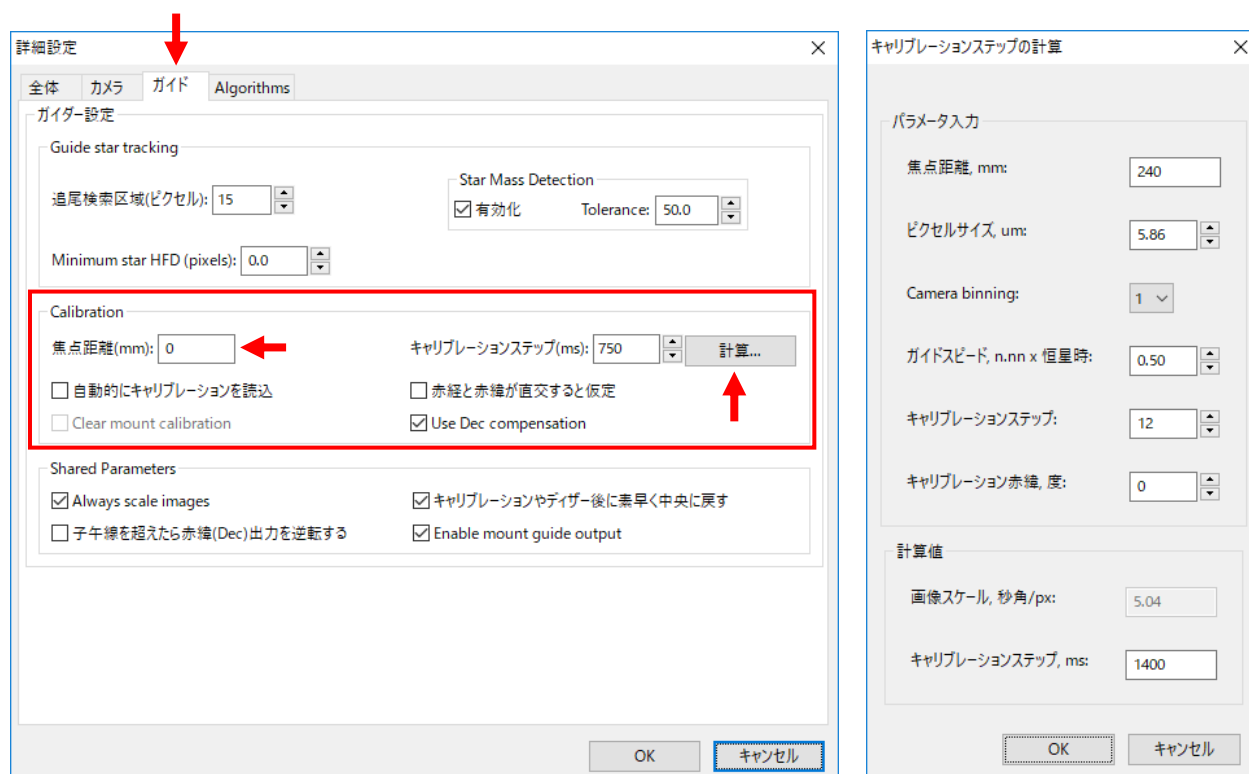 詳細設定
全体 カメラ ガイド Algorithms
ガイダー設定
Guide star tracking
追尾検索区域(ピクセル): 15
Star Mass Detection
有効化 Tolerance: 50.0
Minimum star HFD (pixels): 0.0
Calibration
焦点距離(mm): 0 キャリブレーションステップ(ms): 750 計算...
自動的にキャリブレーションを読込 赤経と赤緯が直交すると仮定
Clear mount calibration Use Dec compensation
Shared Parameters
Always scale images キャリブレーションやディザー後に素早く中央に戻す
子午線を超えたら赤緯(Dec)出力を逆転する Enable mount guide output
OK キャンセル
キャリブレーションステップの計算
パラメータ入力
焦点距離, mm: 240
ピクセルサイズ, um: 5.86
Camera binning: 1
ガイドスピード, n.nn x 恒星時: 0.50
キャリブレーションステップ: 12
キャリブレーション赤緯, 度: 0
計算値
画像スケール, 秒角/px: 5.04
キャリブレーションステップ, ms: 1400
OK キャンセル